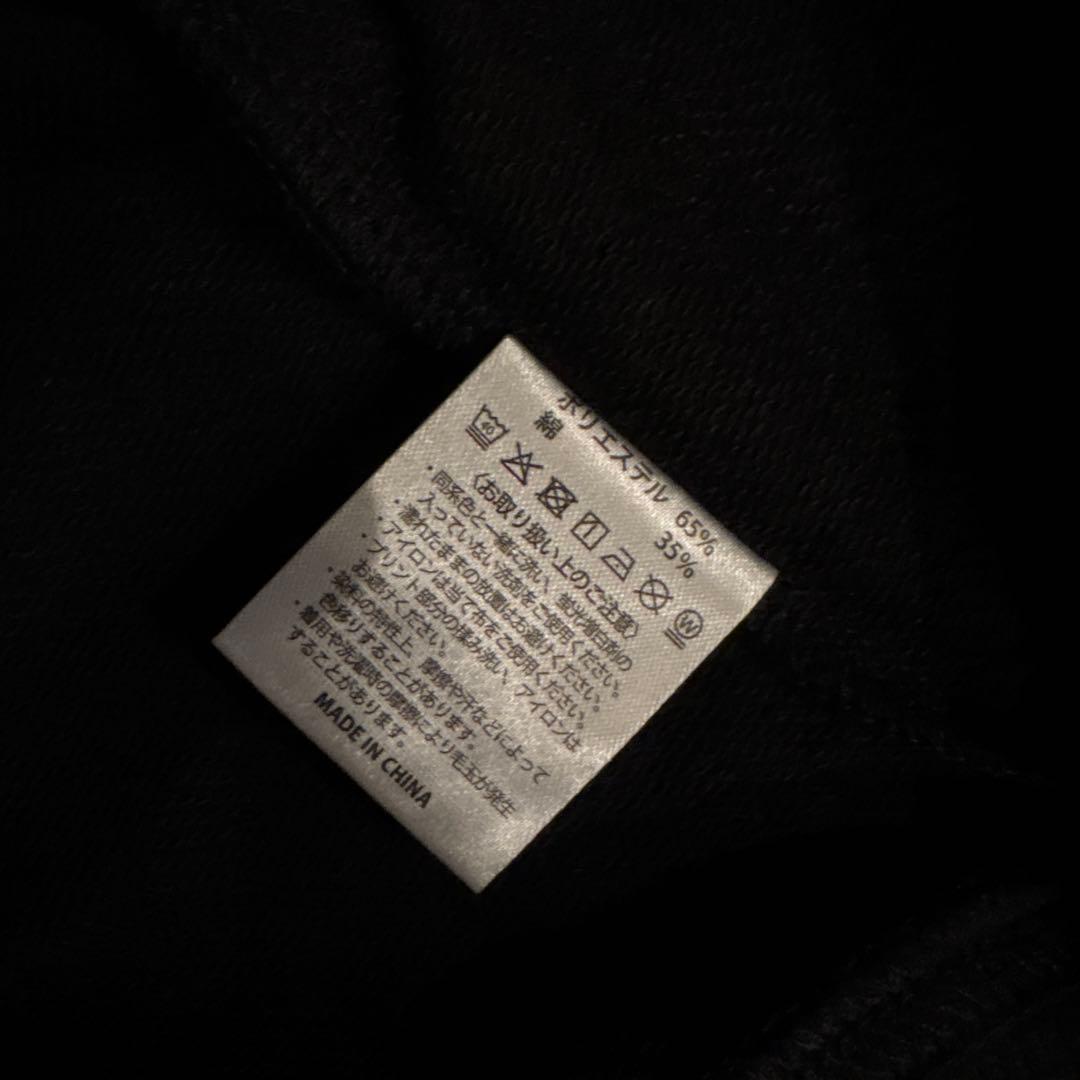 ポリエステル 65%
綿 35%
40
W
〈お取り扱い上のご注意〉
・同系色と一緒に洗い、蛍光増白剤の
入っていない洗剤をご使用ください。
・濡れたままの放置はお避けください。
・アイロンは当て布をご使用ください。
・プリント部分の揉み洗い、アイロンは
お避けください。
・染料の特性上、摩擦や汗などによって
色移りすることがあります。
・着用や洗濯時の摩擦により毛玉が発生
することがあります。
MADE IN CHINA